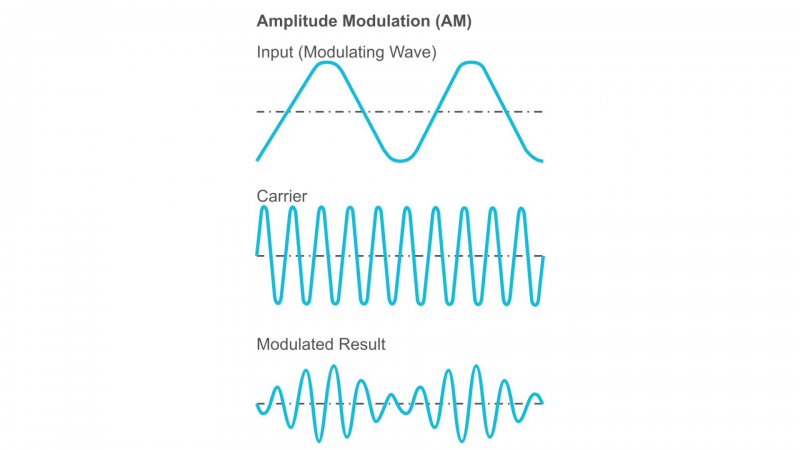 Amplitude Modulation (AM)
Input (Modulating Wave)
Carrier
Modulated Result